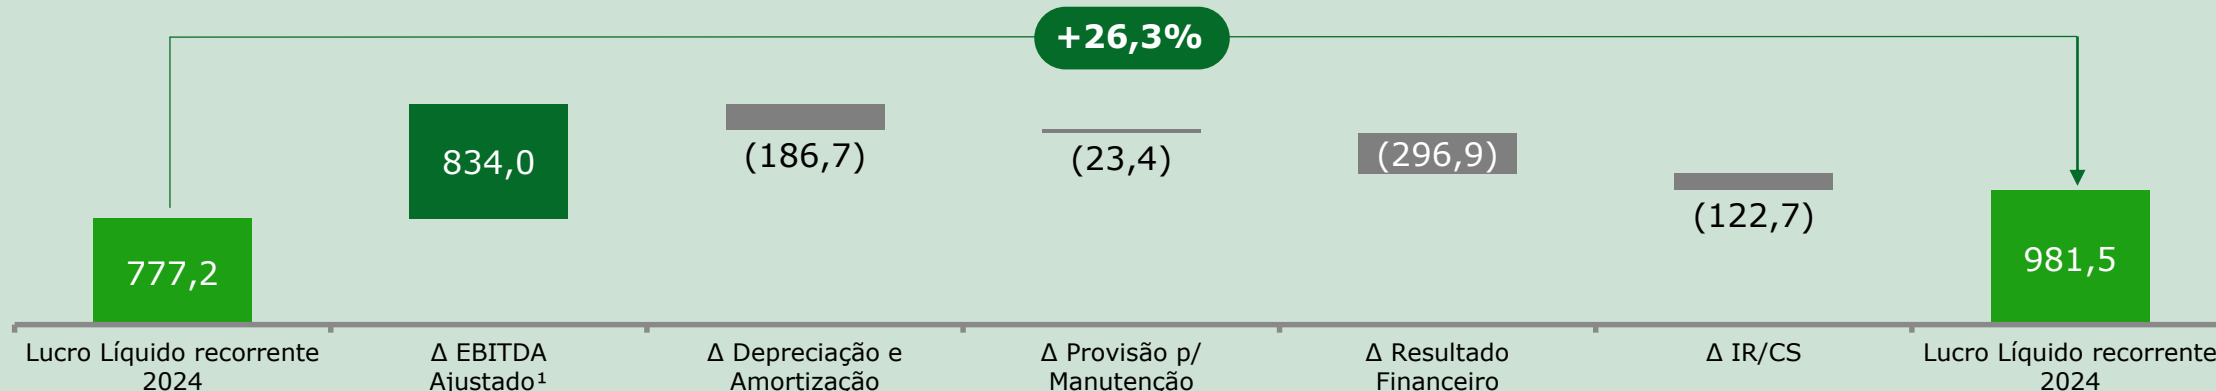 +26,3%
777,2
834,0
(186,7)
(23,4)
(296,9)
(122,7)
981,5
Lucro Líquido recorrente
2024
Δ EBITDA
Ajustado¹
Δ Depreciação e
Amortização
Δ Provisão p/
Manutenção
Δ Resultado
Financeiro
Δ IR/CS
Lucro Líquido recorrente
2024